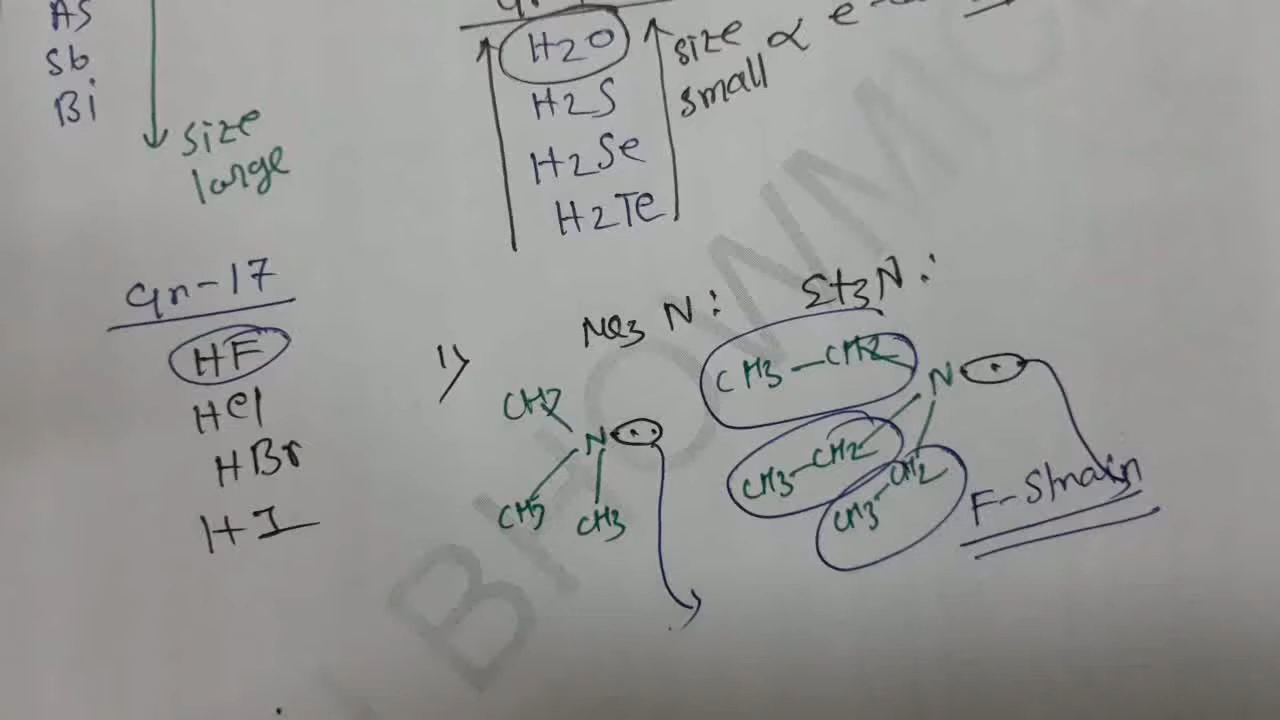 As
Sb
Bi
size
large
H2O
H2S
H2Se
H2Te
size ∝ e-
small
Gr-17
HF
HCl
HBr
HI
1)
Me3 N:
Et3N:
CH3
N
CH3
CH3
CH3-CH2
N
CH3-CH2
CH3-CH2
F-Strain
BHOWMI